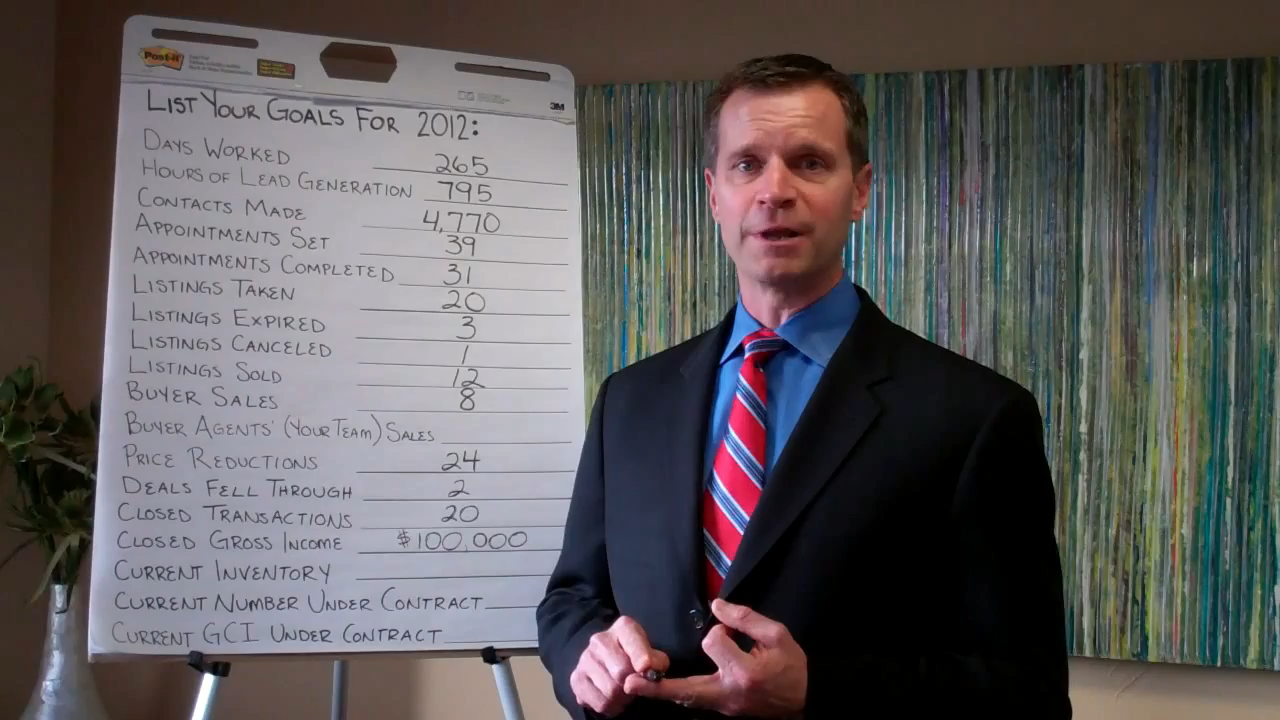 Post-it
3M
LIST YOUR GOALS FOR 2012:
DAYS WORKED 265
HOURS OF LEAD GENERATION 795
CONTACTS MADE 4,770
APPOINTMENTS SET 39
APPOINTMENTS COMPLETED 31
LISTINGS TAKEN 20
LISTINGS EXPIRED 3
LISTINGS CANCELED 1
LISTINGS SOLD 12
BUYER SALES 8
BUYER AGENTS' (YOUR TEAM) SALES
PRICE REDUCTIONS 24
DEALS FELL THROUGH 2
CLOSED TRANSACTIONS 20
CLOSED GROSS INCOME $100,000
CURRENT INVENTORY
CURRENT NUMBER UNDER CONTRACT
CURRENT GCI UNDER CONTRACT